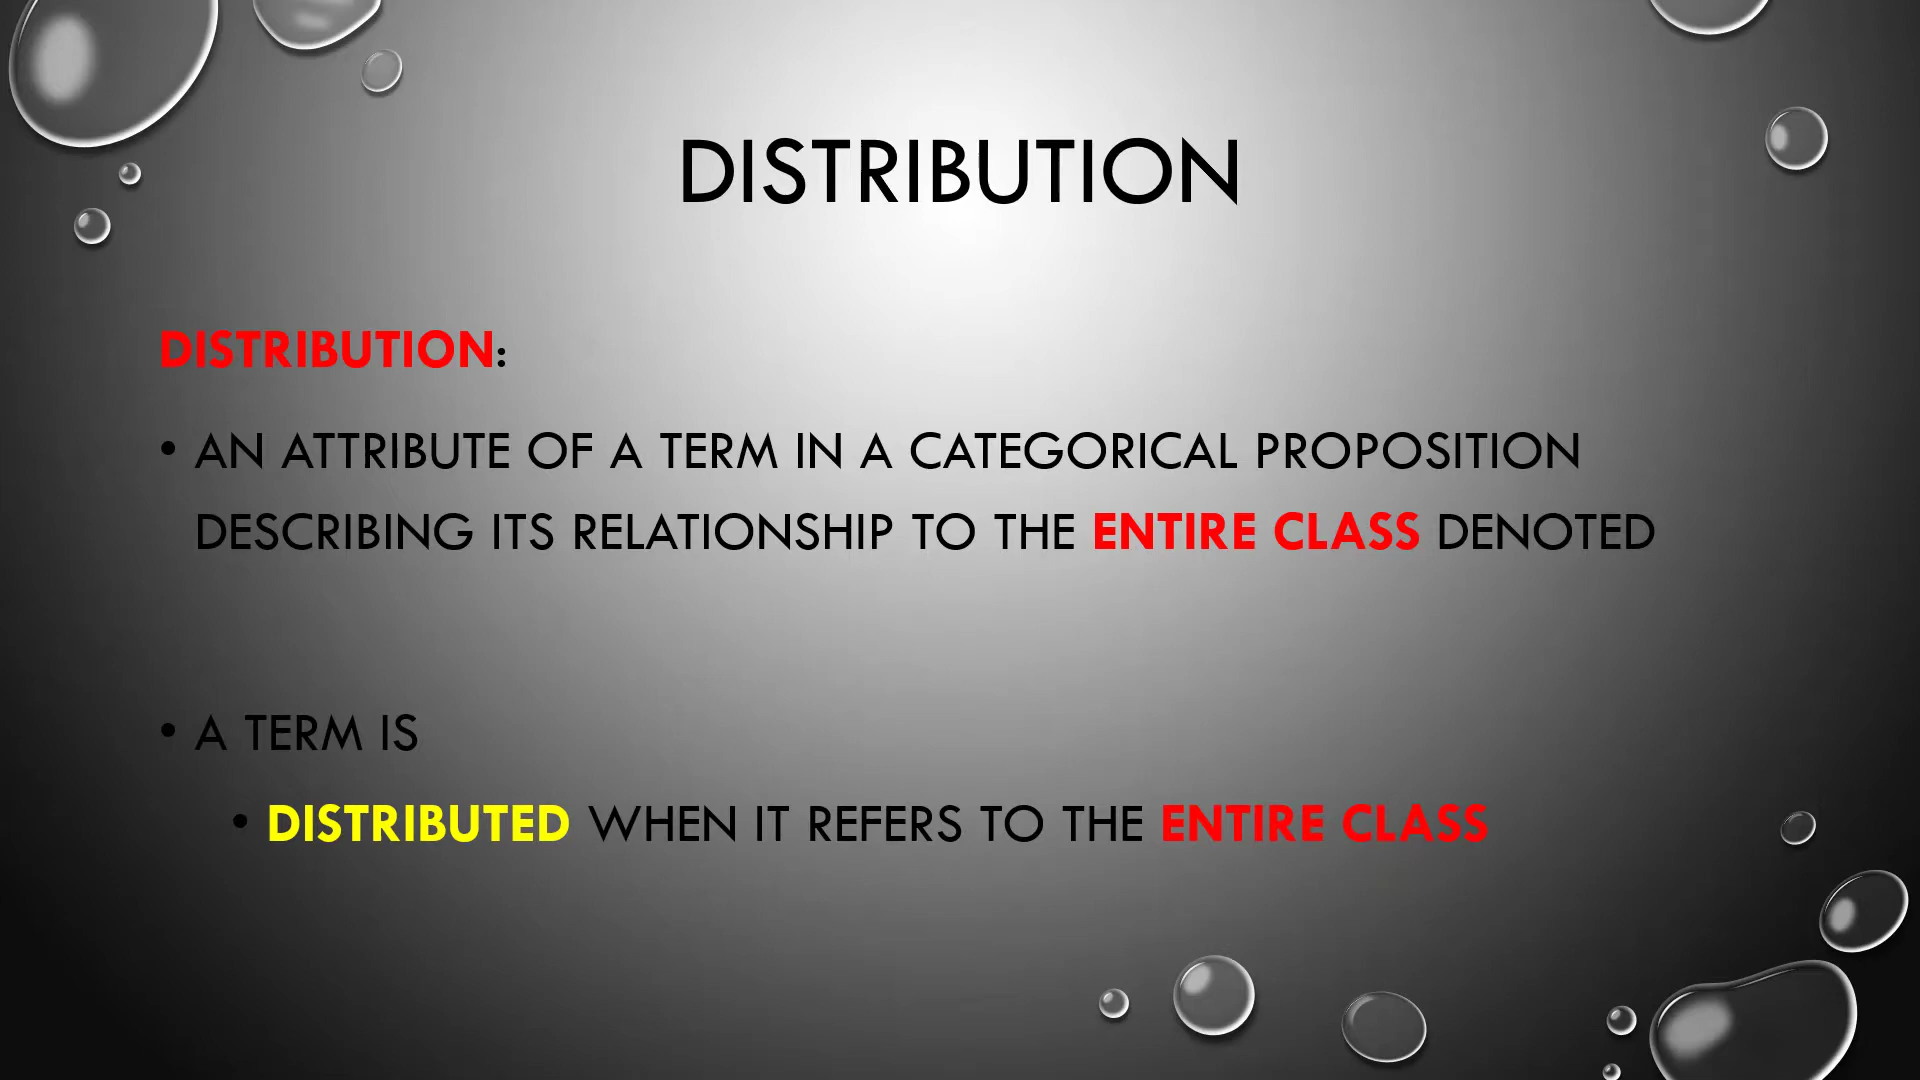 DISTRIBUTION
DISTRIBUTION:
• AN ATTRIBUTE OF A TERM IN A CATEGORICAL PROPOSITION
DESCRIBING ITS RELATIONSHIP TO THE ENTIRE CLASS DENOTED
• A TERM IS
• DISTRIBUTED WHEN IT REFERS TO THE ENTIRE CLASS